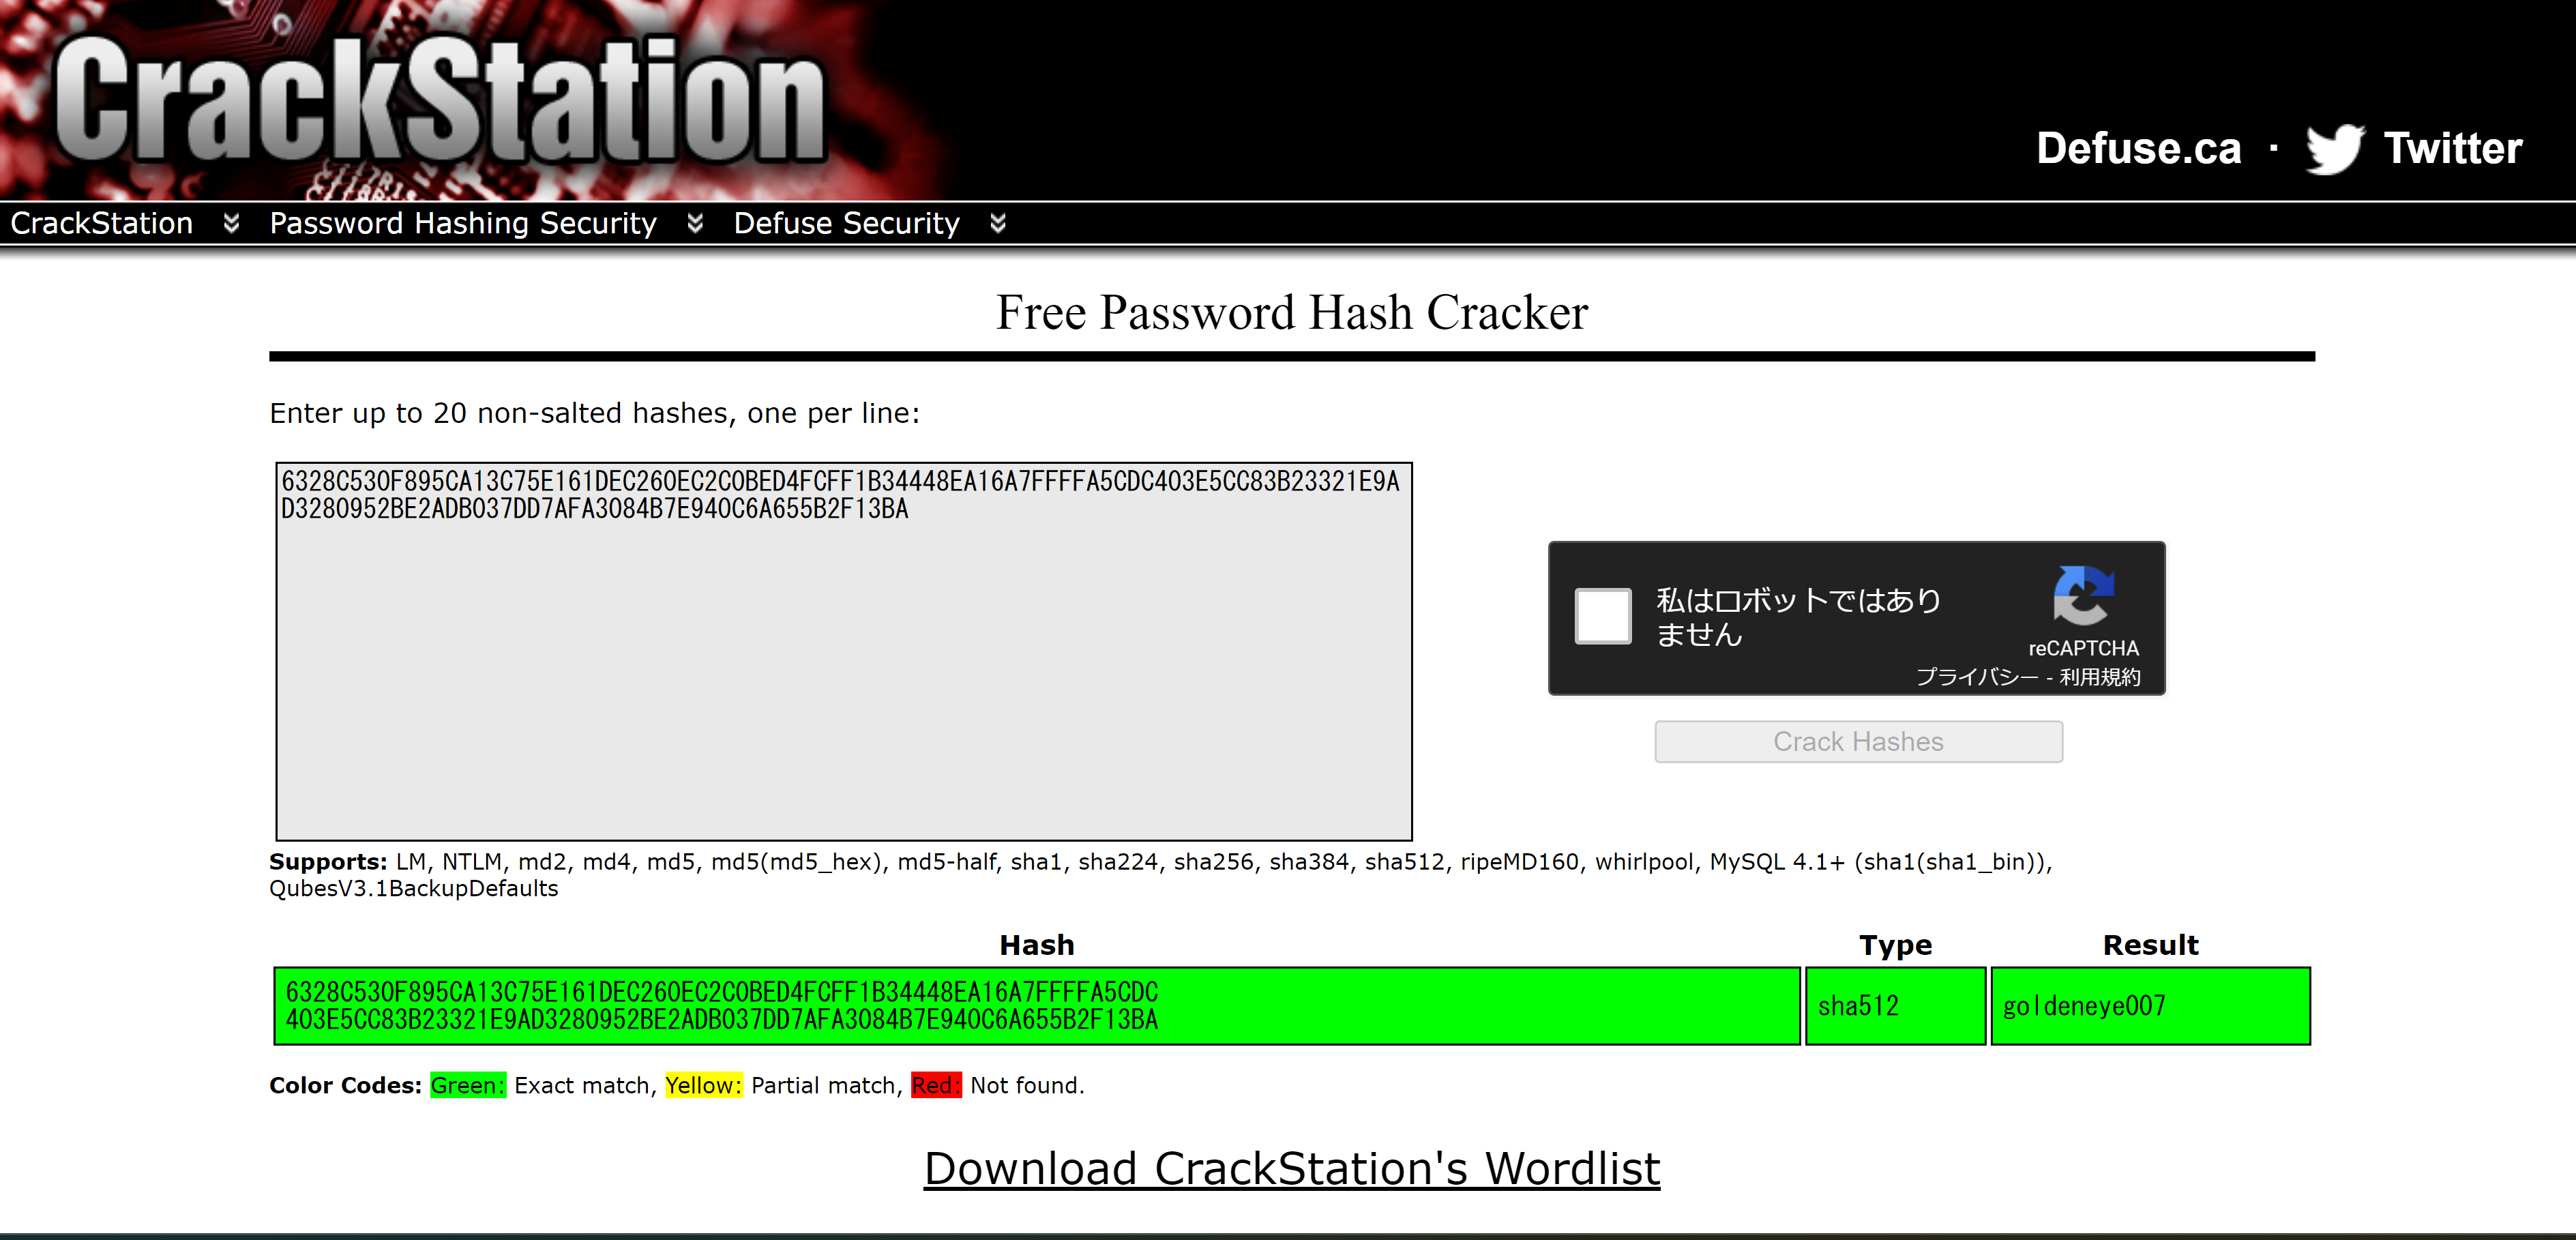 CrackStation
Defuse.ca · Twitter
CrackStation Password Hashing Security Defuse Security
Free Password Hash Cracker
Enter up to 20 non-salted hashes, one per line:
6328C530F895CA13C75E161DEC260EC2C0BED4FCFF1B34448EA16A7FFFFA5CDC403E5CC83B23321E9A
D3280952BE2ADB037DD7AFA3084B7E940C6A655B2F13BA
私はロボットではあり
ません
reCAPTCHA
プライバシー - 利用規約
Crack Hashes
Supports: LM, NTLM, md2, md4, md5, md5(md5_hex), md5-half, sha1, sha224, sha256, sha384, sha512, ripeMD160, whirlpool, MySQL 4.1+ (sha1(sha1_bin)),
QubesV3.1BackupDefaults
Hash Type Result
6328C530F895CA13C75E161DEC260EC2C0BED4FCFF1B34448EA16A7FFFFA5CDC
403E5CC83B23321E9AD3280952BE2ADB037DD7AFA3084B7E940C6A655B2F13BA
sha512 goldeneye007
Color Codes: Green: Exact match, Yellow: Partial match, Red: Not found.
Download CrackStation's Wordlist